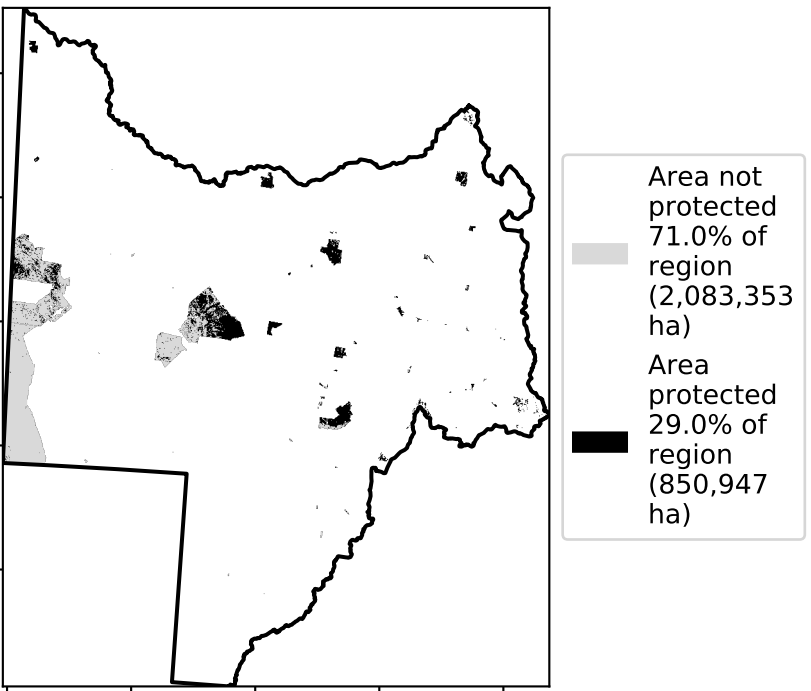 Area not
protected
71.0% of
region
(2,083,353
ha)
Area
protected
29.0% of
region
(850,947
ha)